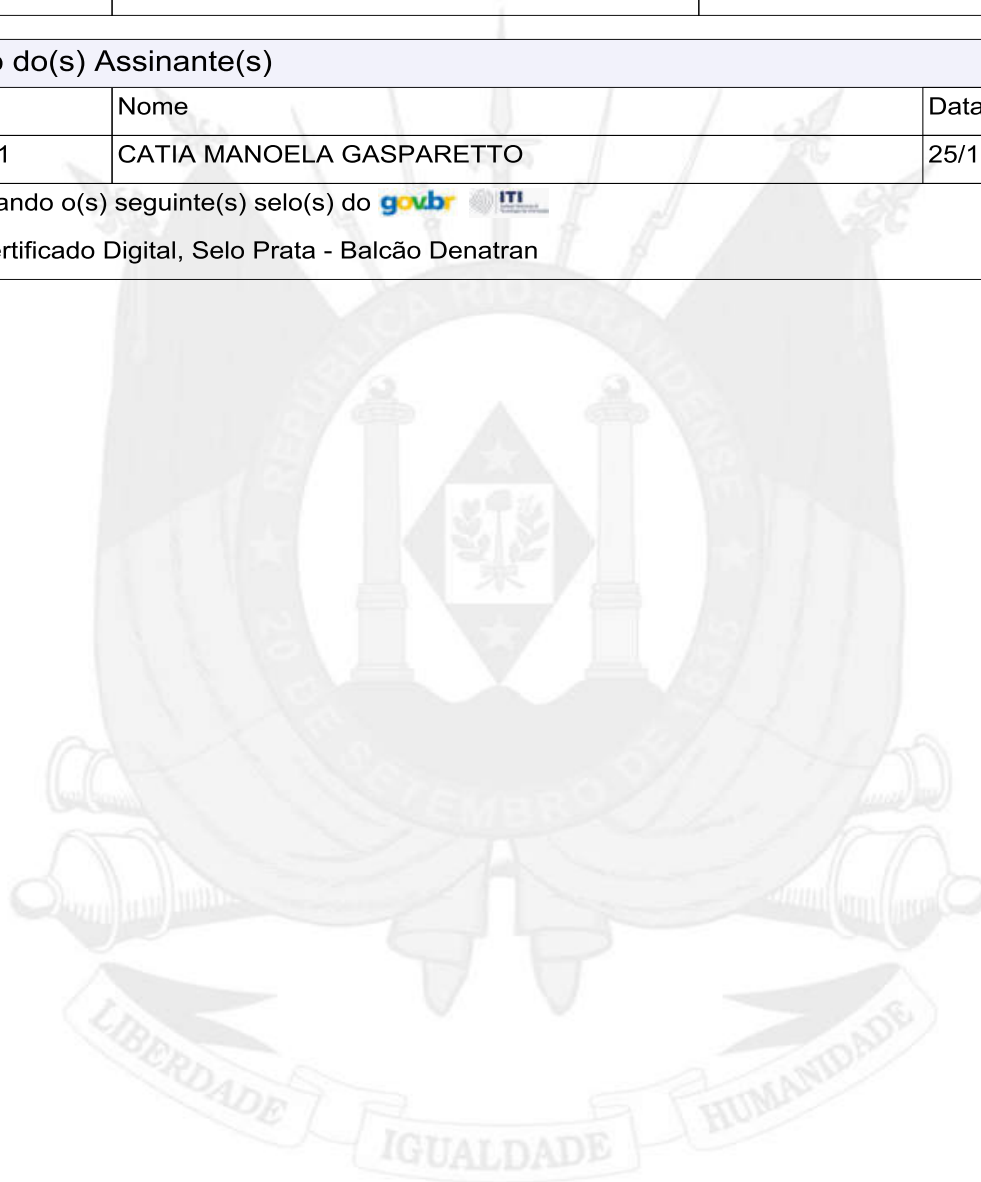 o do(s) Assinante(s)
Nome Data
1 CATIA MANOELA GASPARETTO 25/1
ando o(s) seguinte(s) selo(s) do gov.br ITI
ertificado Digital, Selo Prata - Balcão Denatran
REPÚBLICA RIO-GRANDENSE
20 DE SETEMBRO DE 1835
LIBERDADE IGUALDADE HUMANIDADE